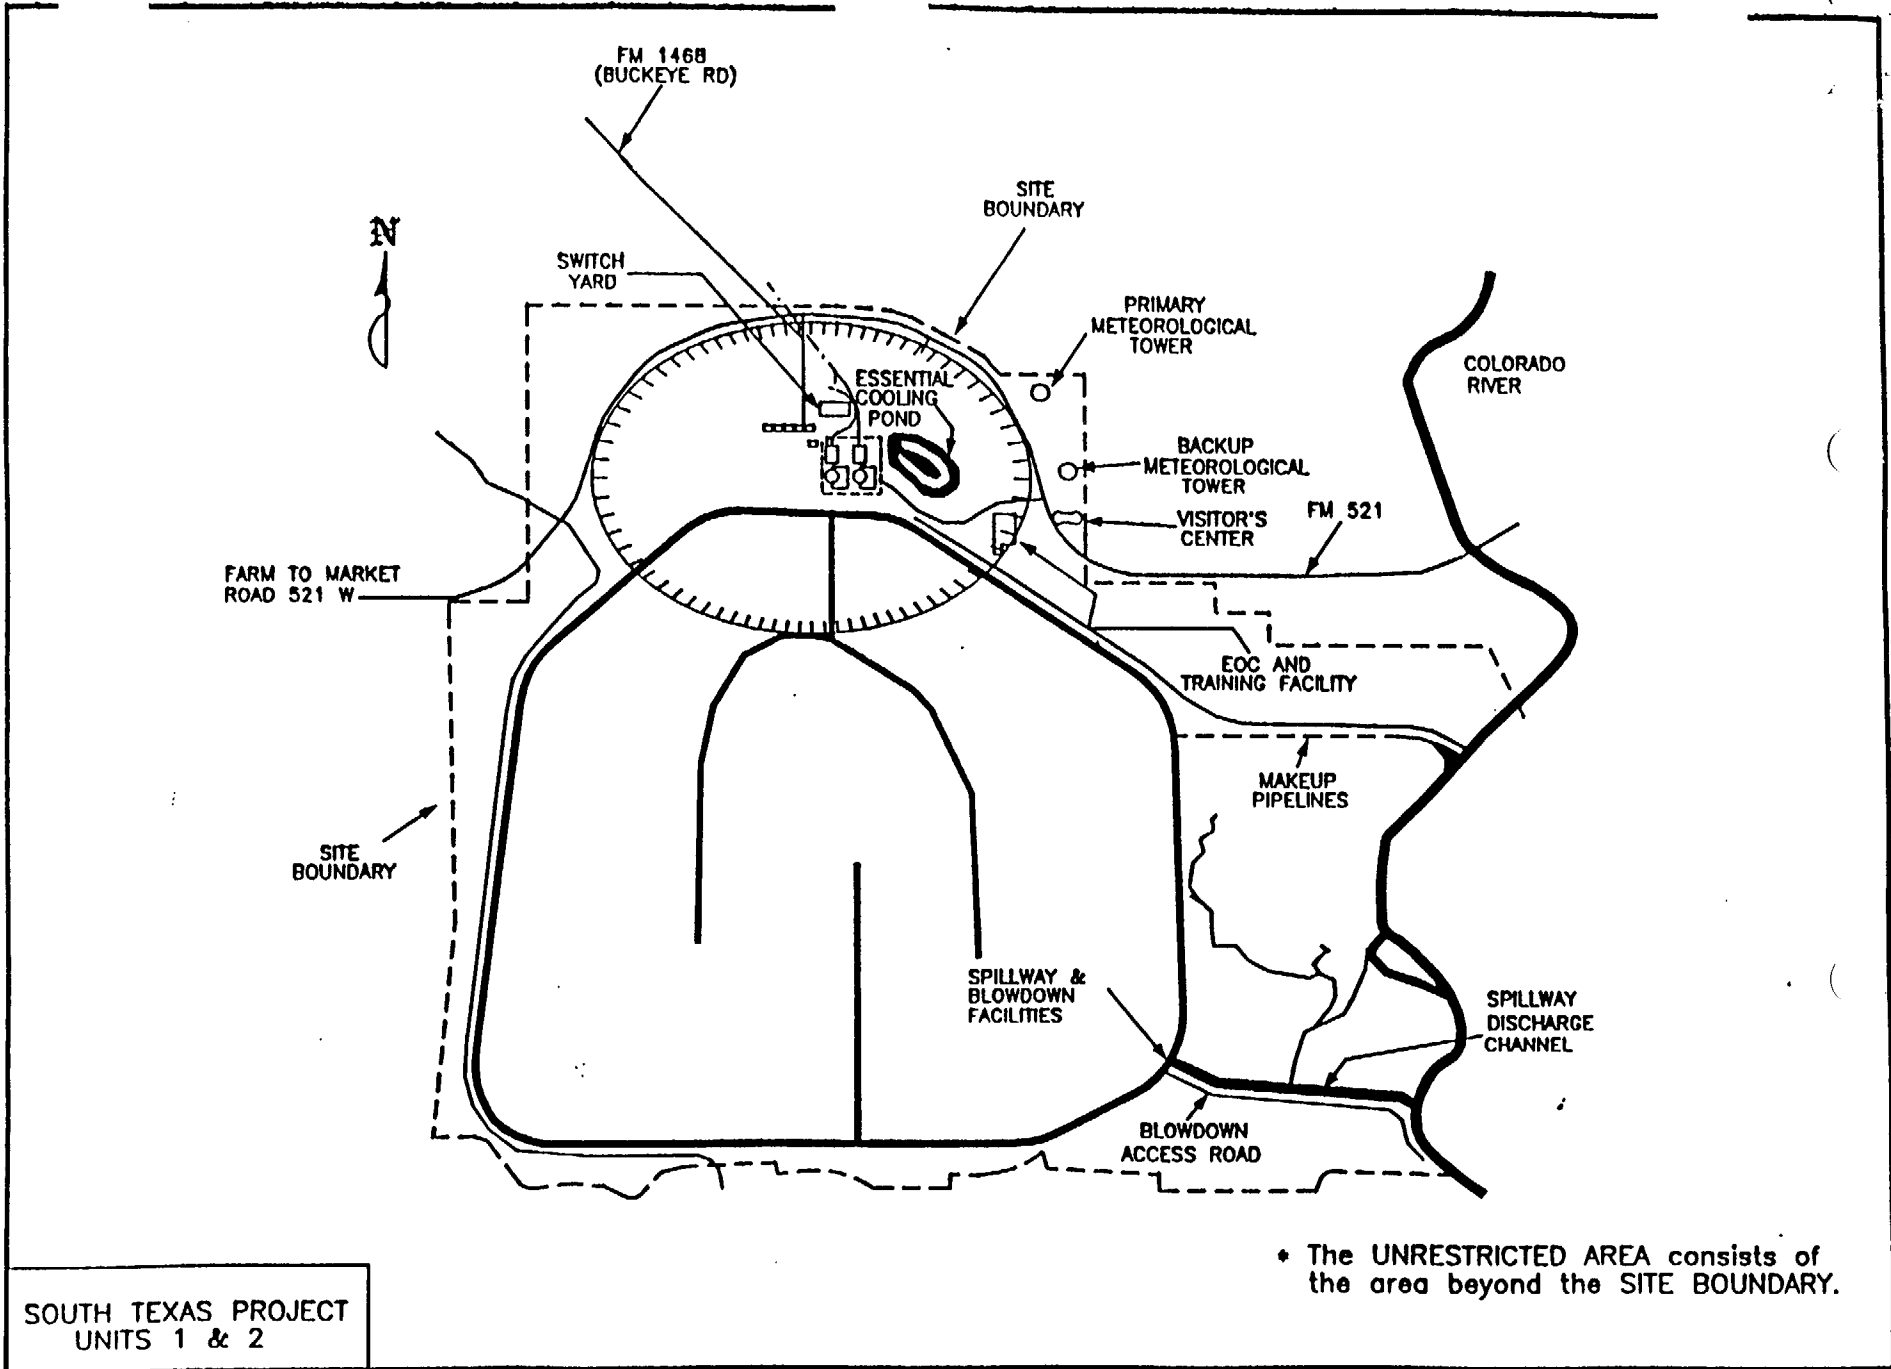 FM 1468
(BUCKEYE RD)
SITE
BOUNDARY
N
SWITCH
YARD
PRIMARY
METEOROLOGICAL
TOWER
COLORADO
RIVER
ESSENTIAL
COOLING
POND
BACKUP
METEOROLOGICAL
TOWER
VISITOR'S
CENTER
FM 521
FARM TO MARKET
ROAD 521 W
EOC AND
TRAINING FACILITY
MAKEUP
PIPELINES
SITE
BOUNDARY
SPILLWAY &
BLOWDOWN
FACILITIES
SPILLWAY
DISCHARGE
CHANNEL
BLOWDOWN
ACCESS ROAD
* The UNRESTRICTED AREA consists of
the area beyond the SITE BOUNDARY.
SOUTH TEXAS PROJECT
UNITS 1 & 2